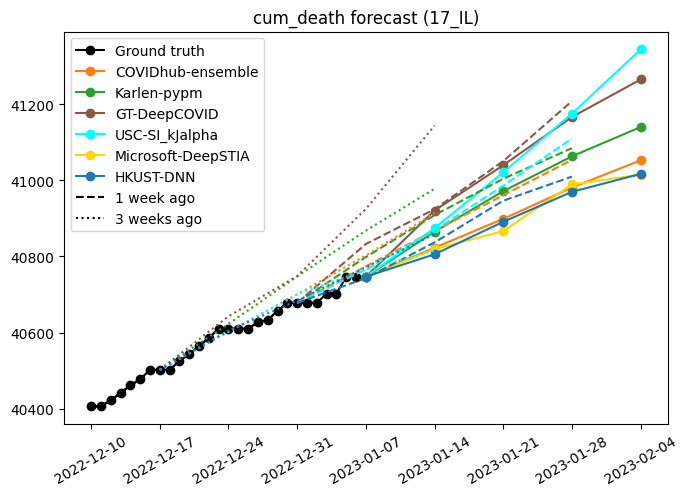 cum_death forecast (17_IL)
Ground truth
COVIDhub-ensemble
Karlen-pypm
GT-DeepCOVID
USC-SI_kJalpha
Microsoft-DeepSTIA
HKUST-DNN
1 week ago
3 weeks ago
41200
41000
40800
40600
40400
2022-12-10
2022-12-17
2022-12-24
2022-12-31
2023-01-07
2023-01-14
2023-01-21
2023-01-28
2023-02-04